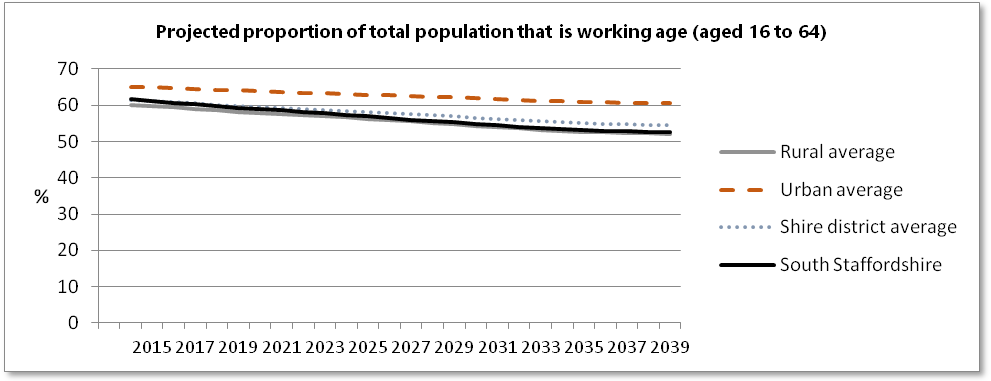 Projected proportion of total population that is working age (aged 16 to 64)
70
60
50
40
%
30
20
10
0
2015 2017 2019 2021 2023 2025 2027 2029 2031 2033 2035 2037 2039
Rural average
Urban average
Shire district average
South Staffordshire